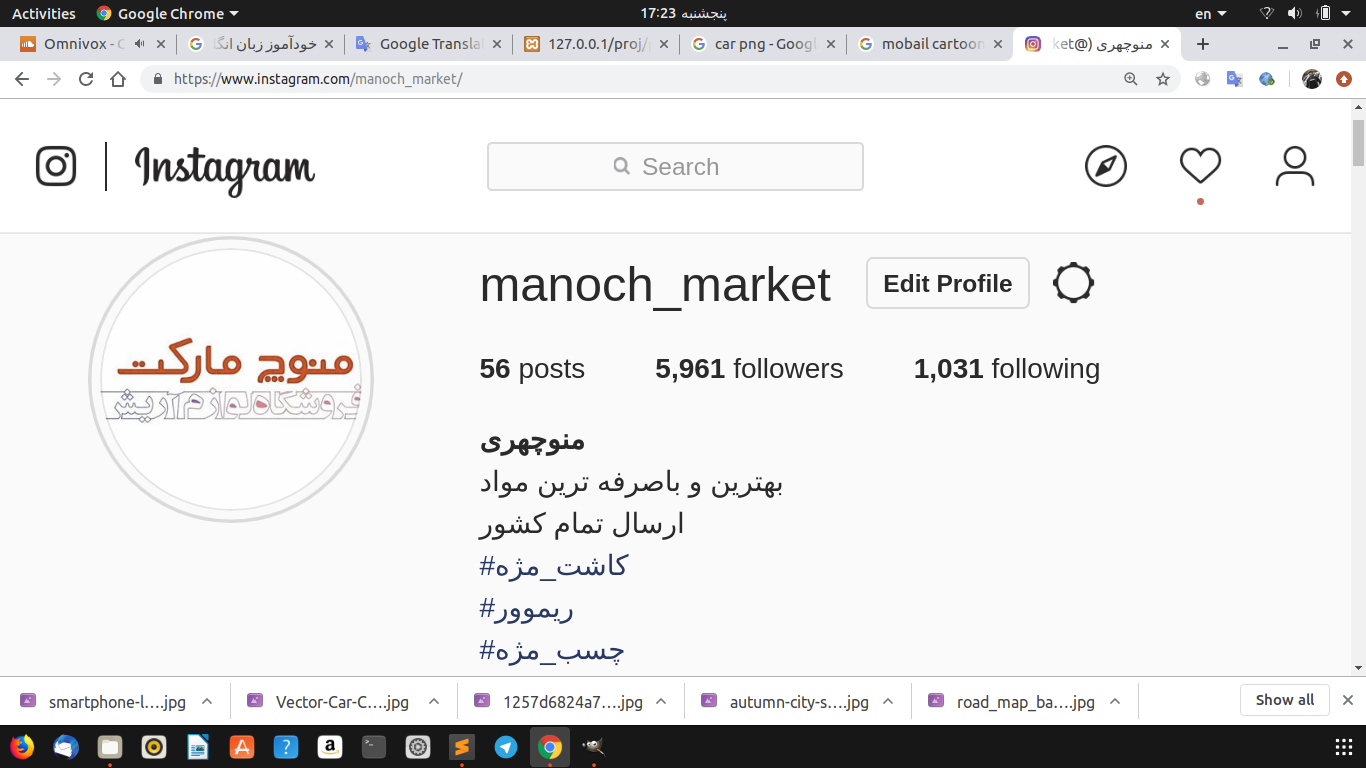 Activities Google Chrome پنجشنبه 17:23 en
Omnivox - C
خودآموز زبان انگلا
Google Transla
127.0.0.1/proj/
car png - Googl
mobail cartoon
منوچهری (@ket
https://www.instagram.com/manoch_market/
Instagram
Search
manoch_market Edit Profile
56 posts 5,961 followers 1,031 following
منوچ مارکت
فروشگاه لوازم آرایش
منوچهری
بهترین و باصرفه ترین مواد
ارسال تمام کشور
#کاشت_مژه
#ریموور
#چسب_مژه
smartphone-l....jpg
Vector-Car-C....jpg
1257d6824a7....jpg
autumn-city-s....jpg
road_map_ba....jpg
Show all